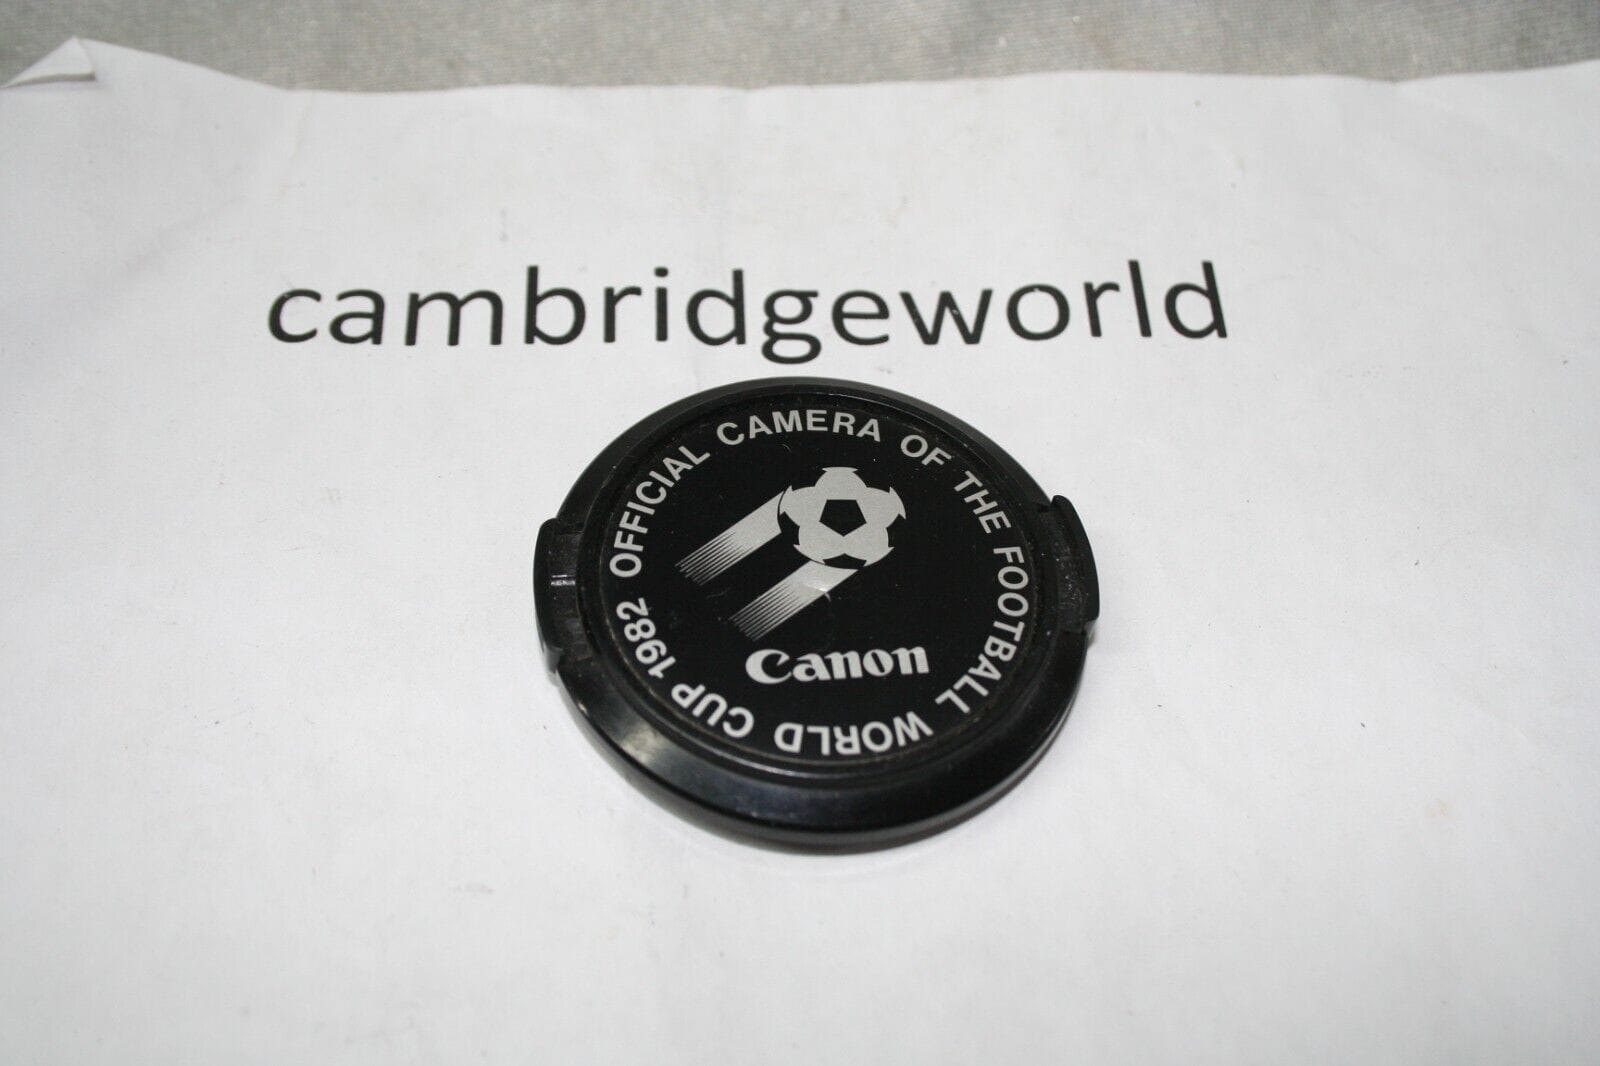 cambridgeworld
OFFICIAL CAMERA OF THE FOOTBALL WORLD CUP 1982
Canon